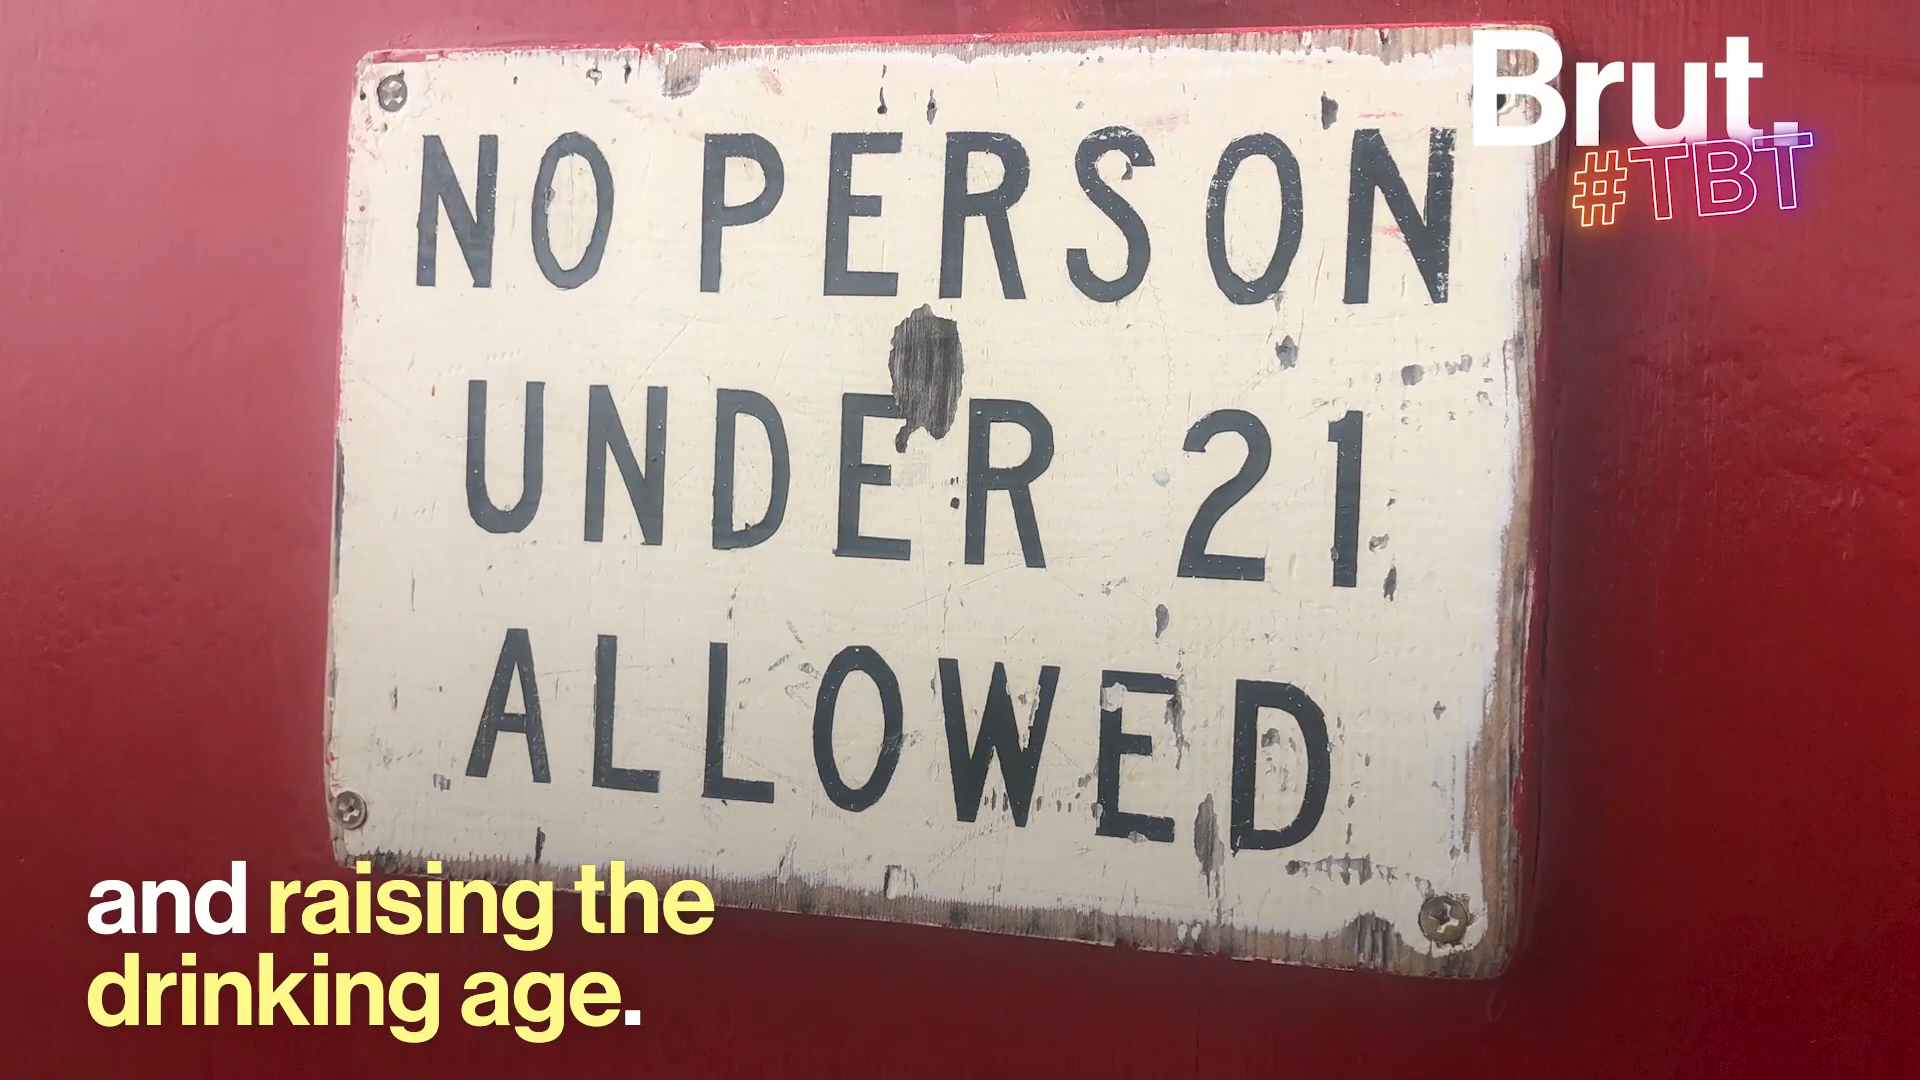 Brut.
#TBT
NO PERSON
UNDER 21
ALLOWED
and raising the
drinking age.